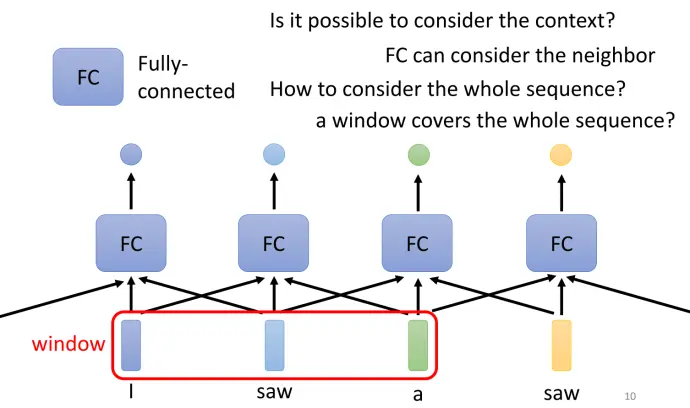 Is it possible to consider the context?
FC
Fully-
connected
FC can consider the neighbor
How to consider the whole sequence?
a window covers the whole sequence?
FC
FC
FC
FC
window
I
saw
a
saw
10